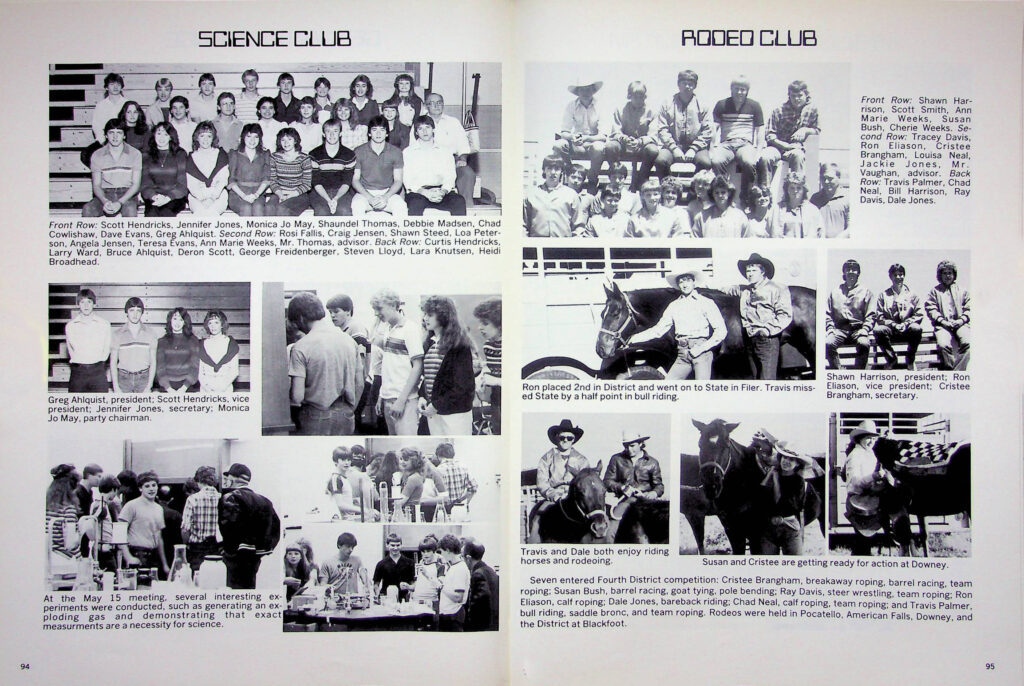 SCIENCE CLUB
Front Row: Scott Hendricks, Jennifer Jones, Monica Jo May, Shaundel Thomas, Debbie Madsen, Chad
Cowlishaw, Dave Evans, Greg Ahlquist. Second Row: Rosi Fallis, Craig Jensen, Shawn Steed, Loa Peter-
son, Angela Jensen, Teresa Evans, Ann Marie Weeks, Mr. Thomas, advisor. Back Row: Curtis Hendricks,
Larry Ward, Bruce Ahlquist, Deron Scott, George Freidenberger, Steven Lloyd, Lara Knutsen, Heidi
Broadhead.
Greg Ahlquist, president; Scott Hendricks, vice
president; Jennifer Jones, secretary; Monica
Jo May, party chairman.
At the May 15 meeting, several interesting ex-
periments were conducted, such as generating an ex-
ploding gas and demonstrating that exact
measurments are a necessity for science.
94
RODEO CLUB
Front Row: Shawn Har-
rison, Scott Smith, Ann
Marie Weeks, Susan
Bush, Cherie Weeks. Se-
cond Row: Tracey Davis,
Ron Eliason, Cristee
Brangham, Louisa Neal,
Jackie Jones, Mr.
Vaughan, advisor. Back
Row: Travis Palmer, Chad
Neal, Bill Harrison, Ray
Davis, Dale Jones.
Ron placed 2nd in District and went on to State in Filer. Travis miss-
ed State by a half point in bull riding.
Shawn Harrison, president; Ron
Eliason, vice president; Cristee
Brangham, secretary.
Travis and Dale both enjoy riding
horses and rodeoing.
Susan and Cristee are getting ready for action at Downey.
Seven entered Fourth District competition: Cristee Brangham, breakaway roping, barrel racing, team
roping; Susan Bush, barrel racing, goat tying, pole bending; Ray Davis, steer wrestling, team roping; Ron
Eliason, calf roping; Dale Jones, bareback riding; Chad Neal, calf roping, team roping; and Travis Palmer,
bull riding, saddle bronc, and team roping. Rodeos were held in Pocatello, American Falls, Downey, and
the District at Blackfoot.
95